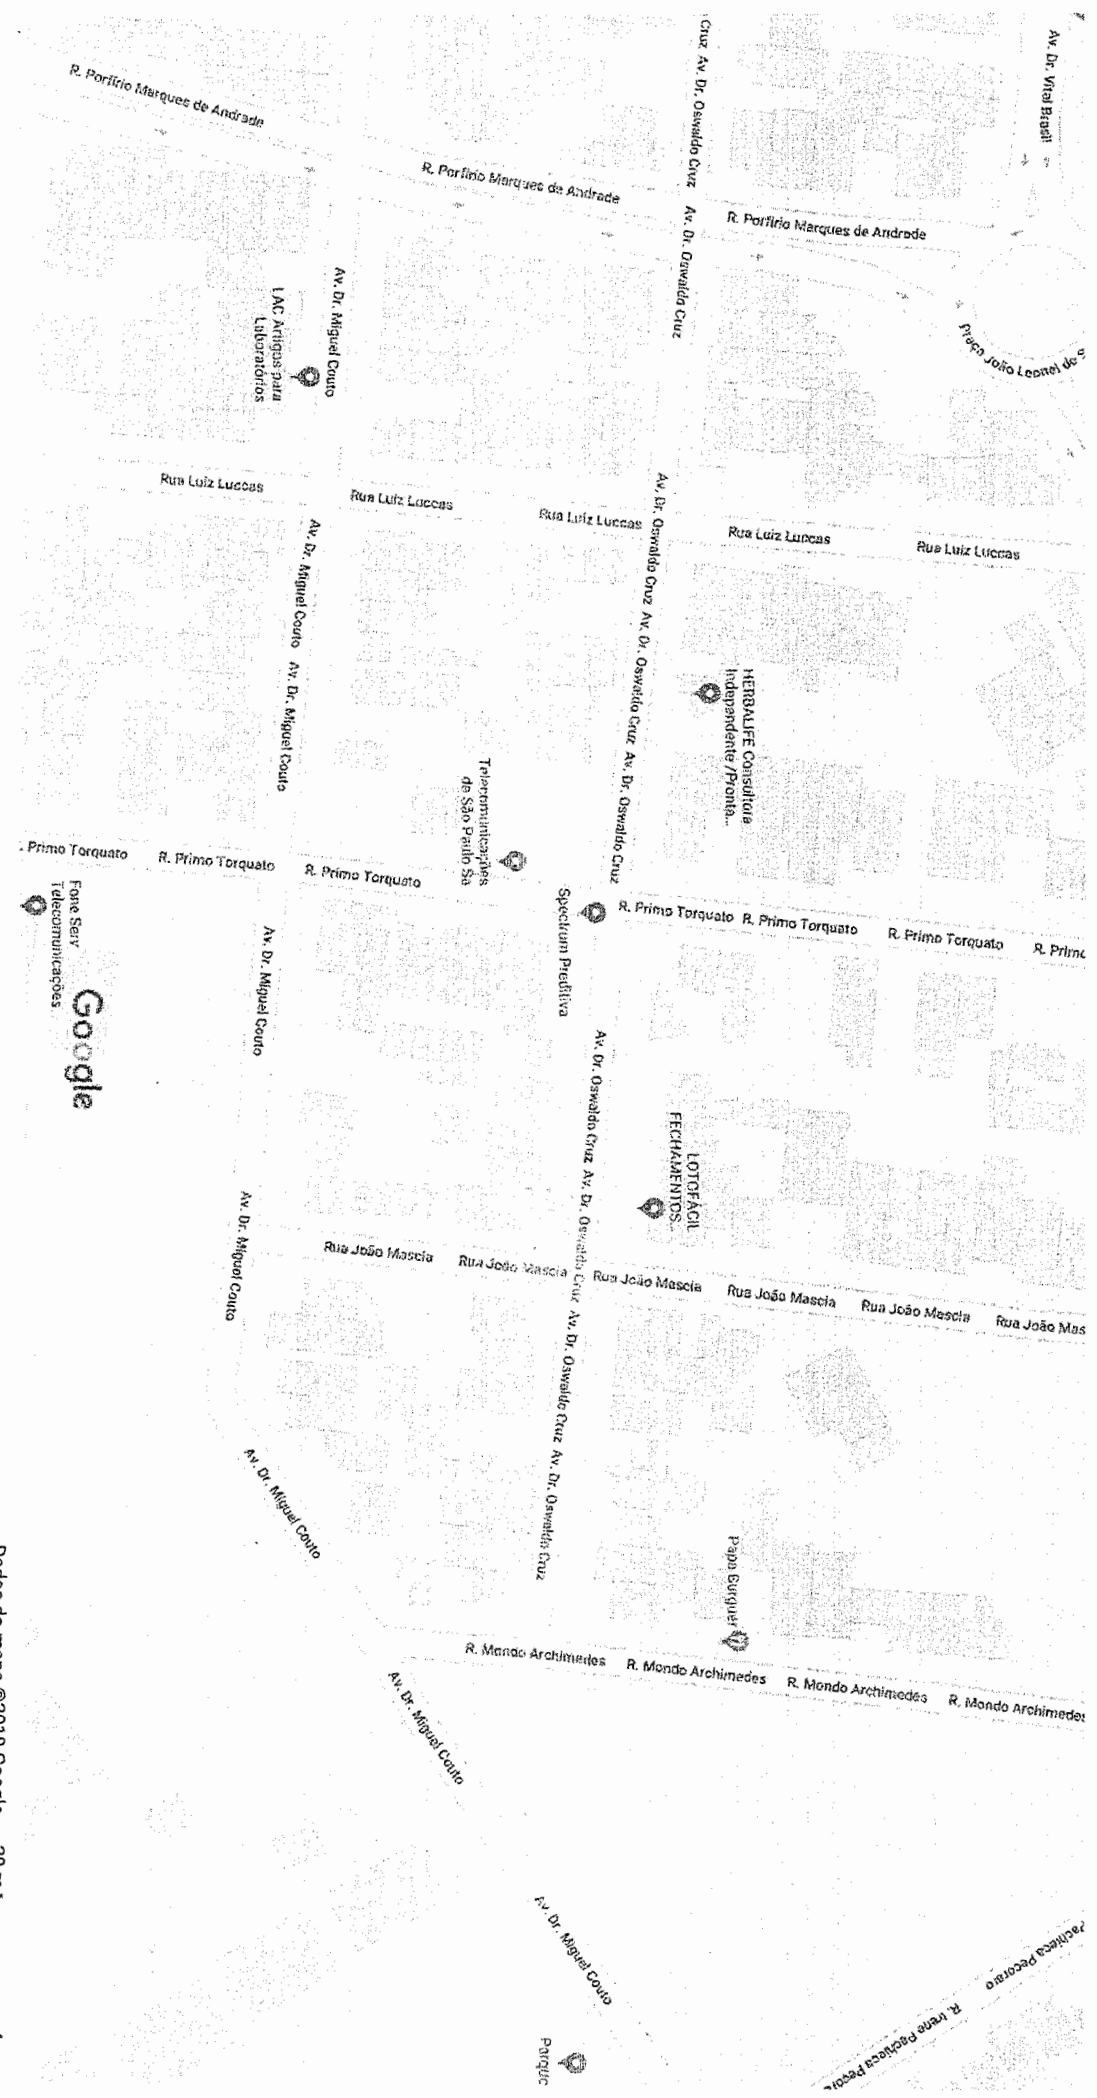 Cruz Av. Dr. Oswaldo Cruz
Av. Dr. Vital Brasil
R. Porfirio Marques de Andrade
R. Porfirio Marques de Andrade
R. Porfirio Marques de Andrade
Av. Dr. Oswaldo Cruz
Av. Dr. Miguel Couto
LAC Artigos para
Laboratórios
Praça João Leonel de S
Rua Luiz Luccas
Rua Luiz Luccas
Rua Luiz Luccas
Rua Luiz Luccas
Rua Luiz Luccas
Av. Dr. Oswaldo Cruz Av. Dr. Oswaldo Cruz Av. Dr. Oswaldo Cruz
Av. Dr. Miguel Couto Av. Dr. Miguel Couto
HERBALIFE Consultora
Independente /Pronta...
Telecomunicações
de São Paulo Sa
. Primo Torquato
R. Primo Torquato
R. Primo Torquato
R. Primo Torquato
R. Primo Torquato
R. Primo Torquato
R. Primo
Spectrum Preditiva
Fone Serv
Telecomunicações
Google
Av. Dr. Miguel Couto
Av. Dr. Oswaldo Cruz Av. Dr. Oswaldo Cruz Av. Dr. Oswaldo Cruz Av. Dr. Oswaldo Cruz
LOTOFÁCIL
FECHAMENTOS...
Av. Dr. Miguel Couto
Rua João Mascia
Rua João Mascia
Rua João Mascia
Rua João Mascia
Rua João Mascia
Rua João Mas
Av. Dr. Miguel Couto
Papa Burguer
R. Mondo Archimedes
R. Mondo Archimedes
R. Mondo Archimedes
R. Mondo Archimedes
Av. Dr. Miguel Couto
Av. Dr. Miguel Couto
Pacheca Pecoraro
R. Irene Pacheca Pecora
Parque